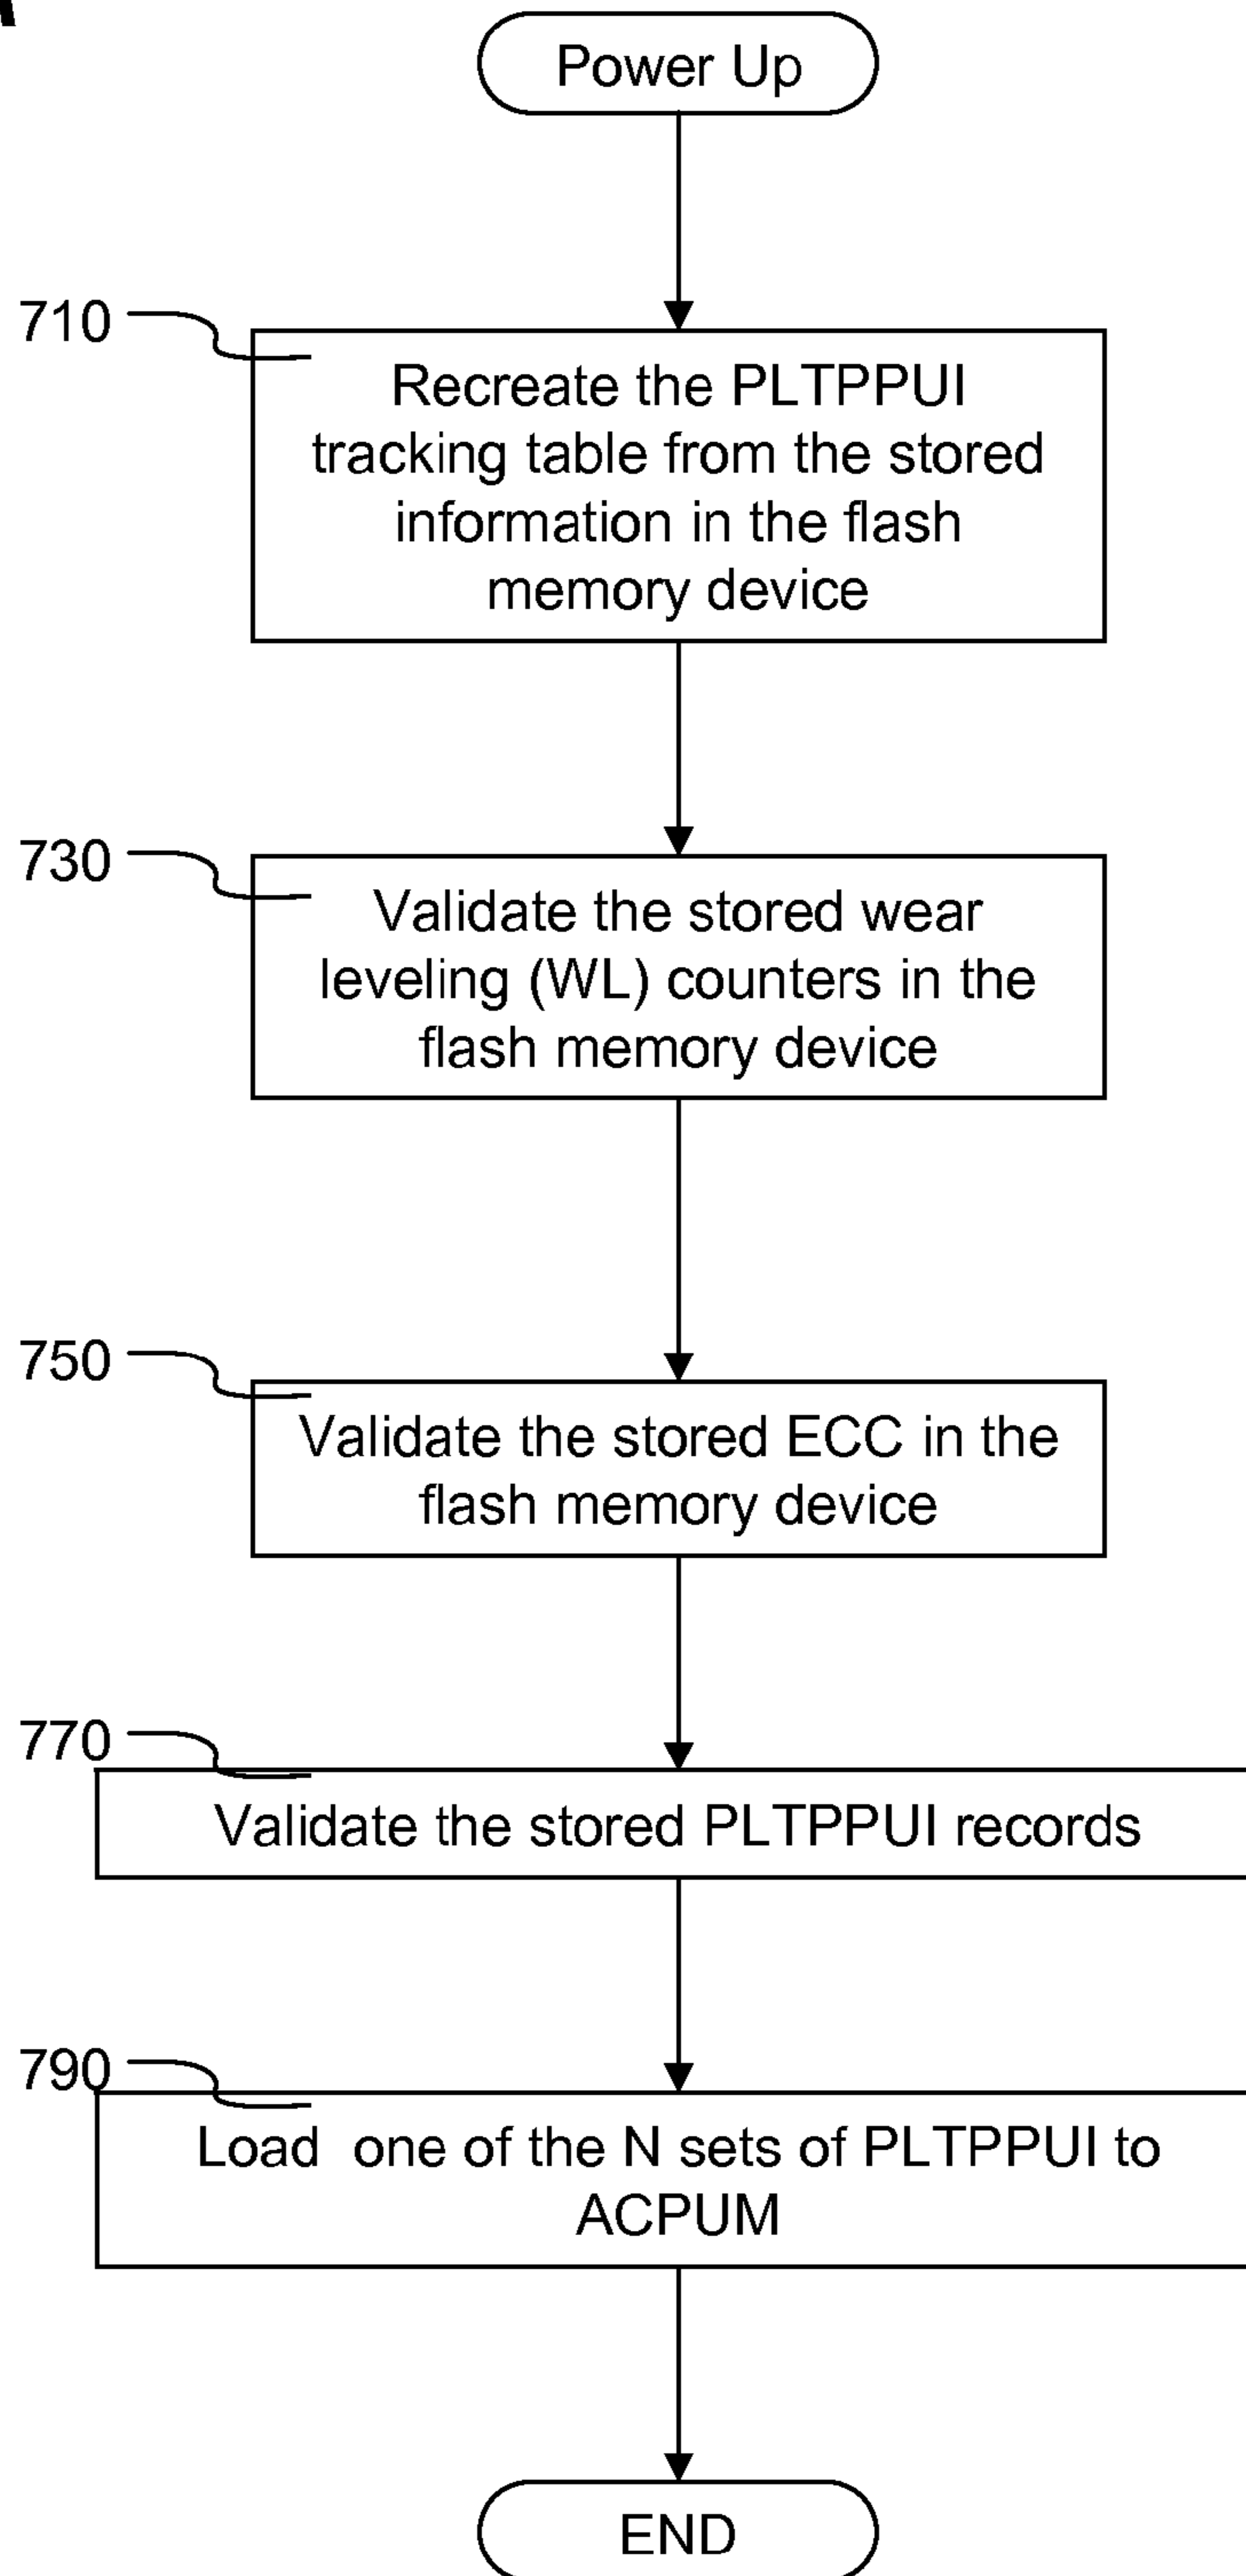 Power Up
710
Recreate the PLTPPUI
tracking table from the stored
information in the flash
memory device
730
Validate the stored wear
leveling (WL) counters in the
flash memory device
750
Validate the stored ECC in the
flash memory device
770
Validate the stored PLTPPUI records
790
Load one of the N sets of PLTPPUI to
ACPUM
END